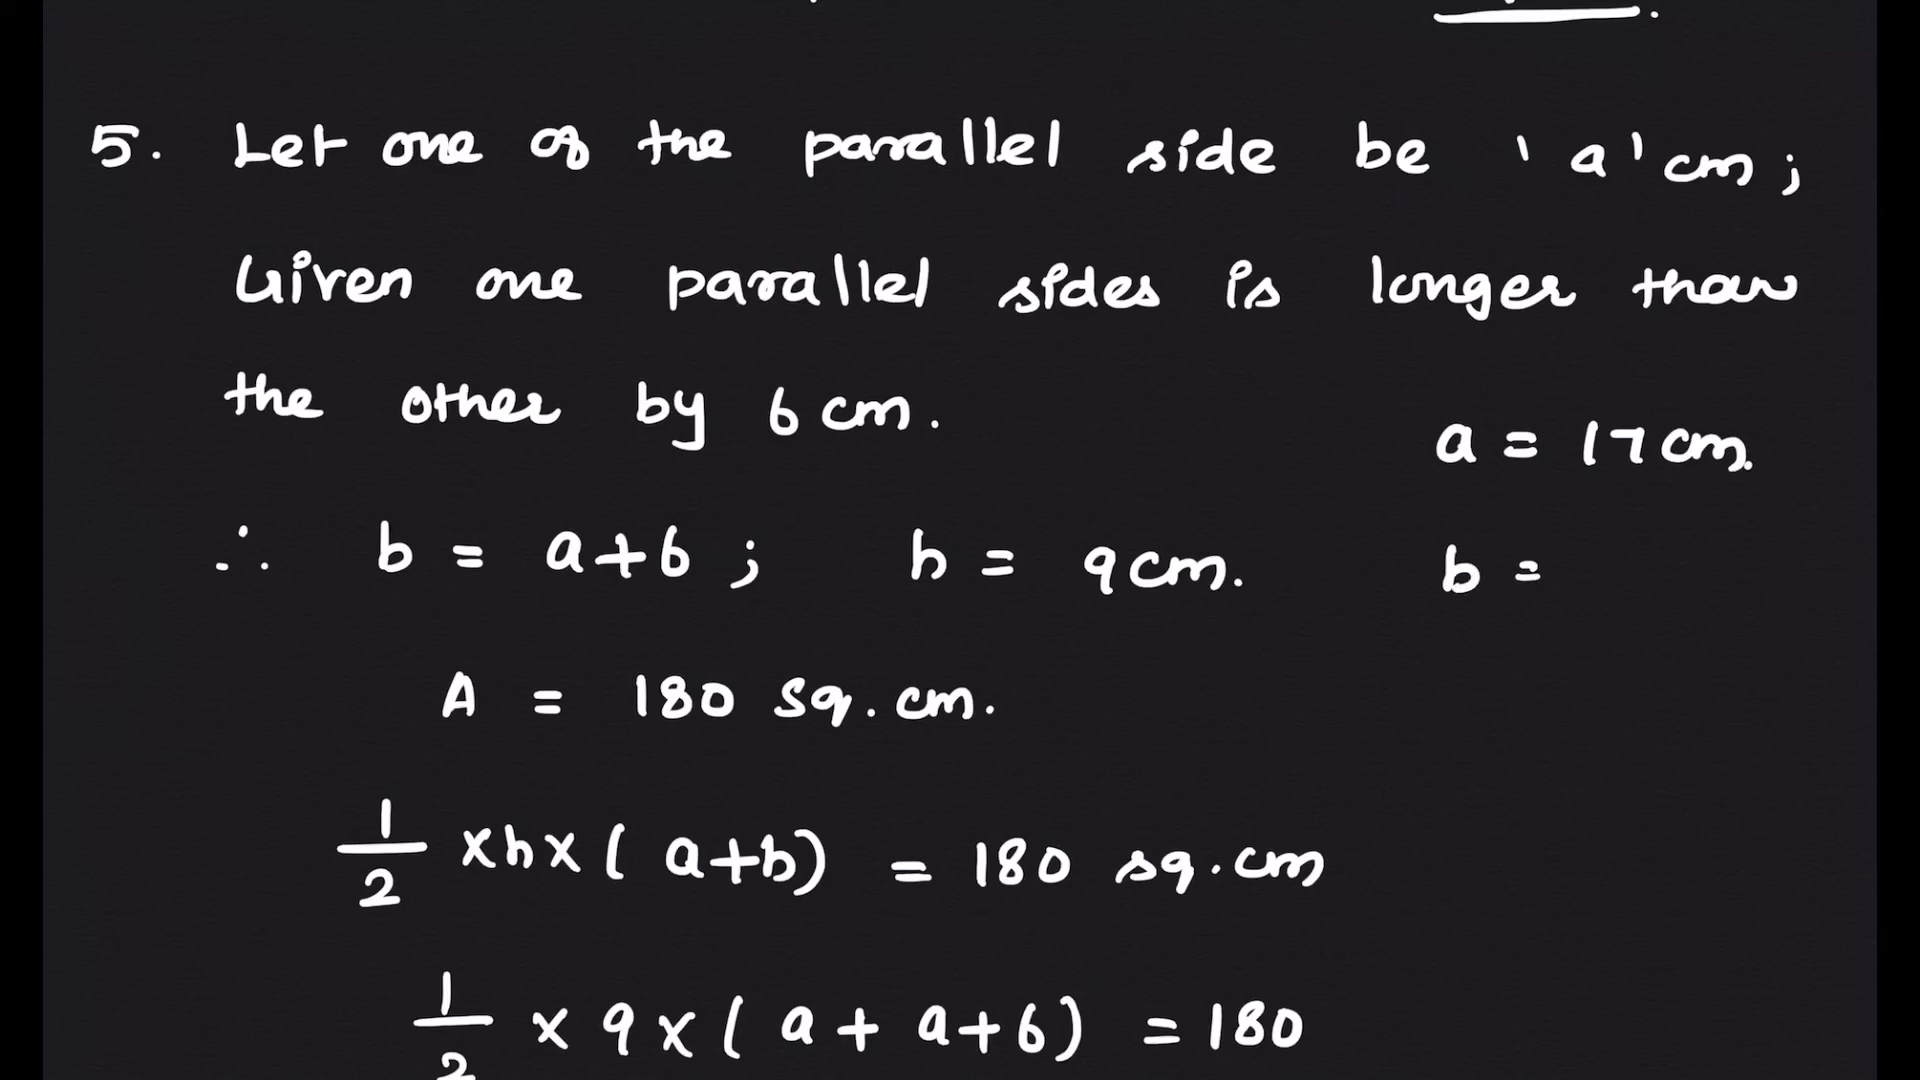 5. Let one of the parallel side be 'a' cm;
Given one parallel sides is longer than
the other by 6 cm.
a = 17 cm.
∴ b = a+6 ; h = 9 cm.
b =
A = 180 sq. cm.
1/2 x h x ( a+b) = 180 sq. cm
1/2 x 9 x ( a + a+6) = 180